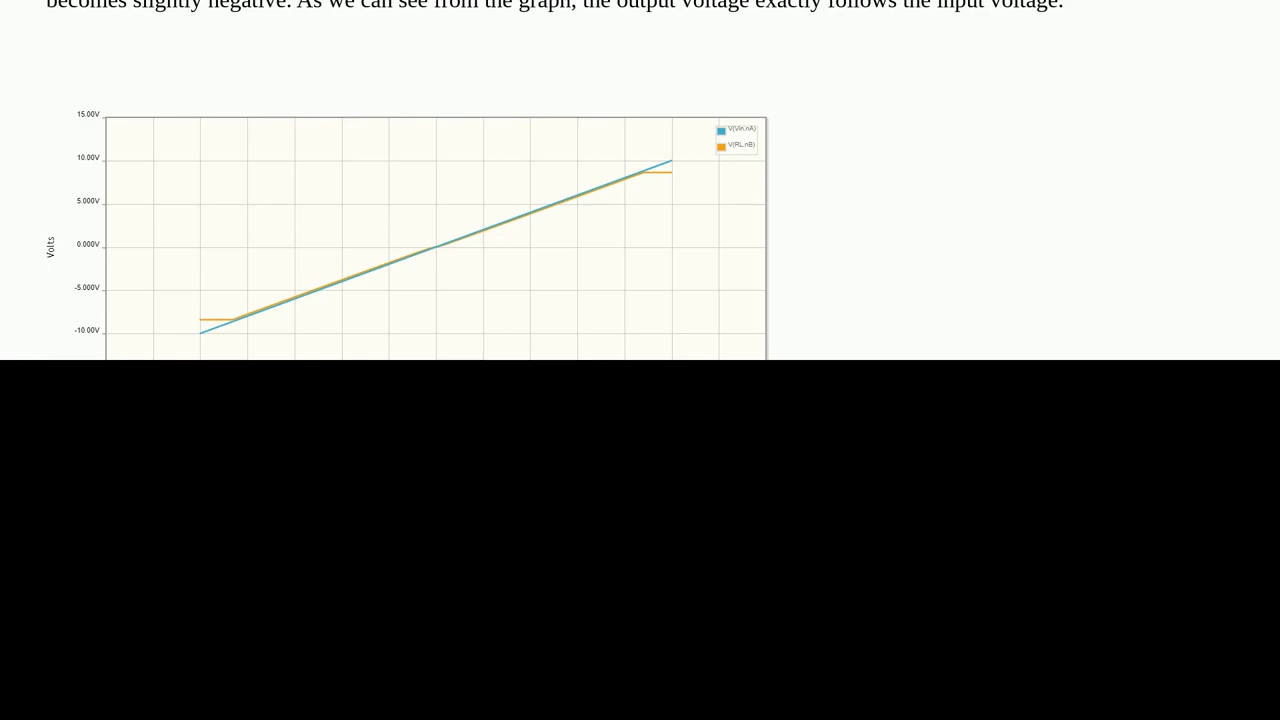 becomes slightly negative. As we can see from the graph, the output voltage exactly follows the input voltage.
15.00V
V(Vin.nA)
V(RL.nB)
10.00V
5.000V
0.000V
Volts
-5.000V
-10.00V